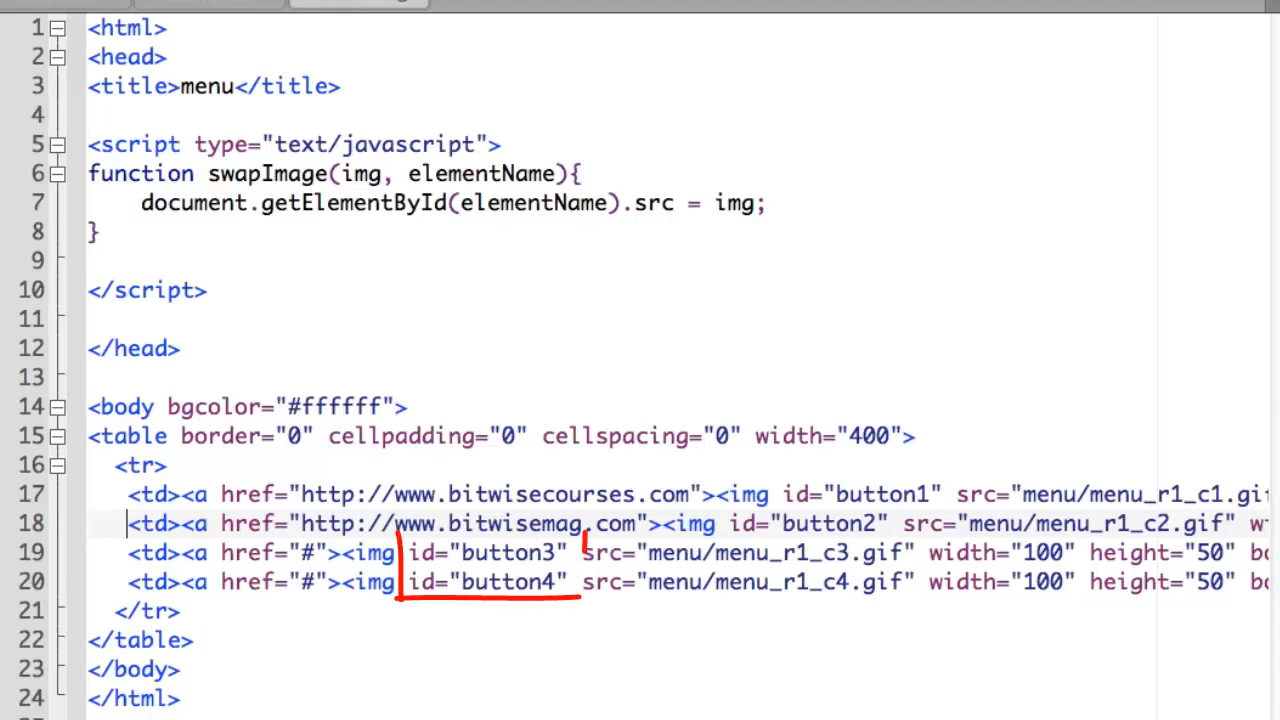 1 <html>
2 <head>
3 <title>menu</title>
4
5 <script type="text/javascript">
6 function swapImage(img, elementName){
7 document.getElementById(elementName).src = img;
8 }
9
10 </script>
11
12 </head>
13
14 <body bgcolor="#ffffff">
15 <table border="0" cellpadding="0" cellspacing="0" width="400">
16 <tr>
17 <td><a href="http://www.bitwisecourses.com"><img id="button1" src="menu/menu_r1_c1.gif
18 <td><a href="http://www.bitwisemag.com"><img id="button2" src="menu/menu_r1_c2.gif" w
19 <td><a href="#"><img id="button3" src="menu/menu_r1_c3.gif" width="100" height="50" bo
20 <td><a href="#"><img id="button4" src="menu/menu_r1_c4.gif" width="100" height="50" bo
21 </tr>
22 </table>
23 </body>
24 </html>